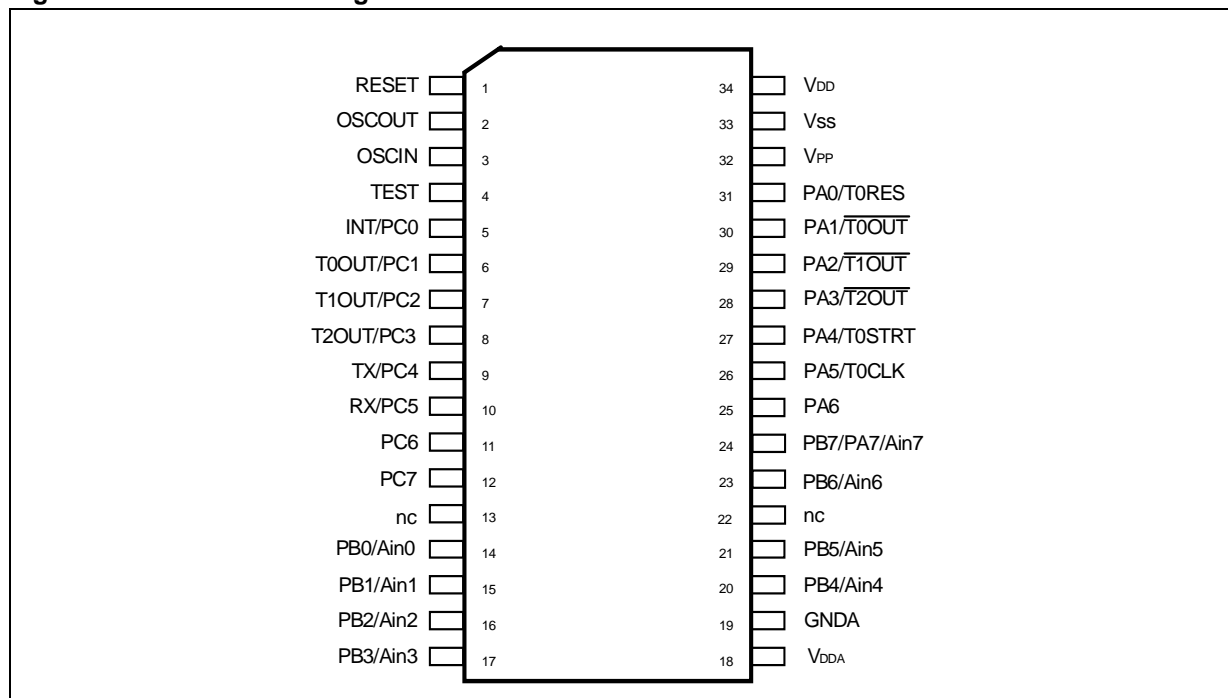 RESET 1 34 VDD
OSCOUT 2 33 Vss
OSCIN 3 32 VPP
TEST 4 31 PA0/T0RES
INT/PC0 5 30 PA1/T0OUT
T0OUT/PC1 6 29 PA2/T1OUT
T1OUT/PC2 7 28 PA3/T2OUT
T2OUT/PC3 8 27 PA4/T0STRT
TX/PC4 9 26 PA5/T0CLK
RX/PC5 10 25 PA6
PC6 11 24 PB7/PA7/Ain7
PC7 12 23 PB6/Ain6
nc 13 22 nc
PB0/Ain0 14 21 PB5/Ain5
PB1/Ain1 15 20 PB4/Ain4
PB2/Ain2 16 19 GNDA
PB3/Ain3 17 18 VDDA